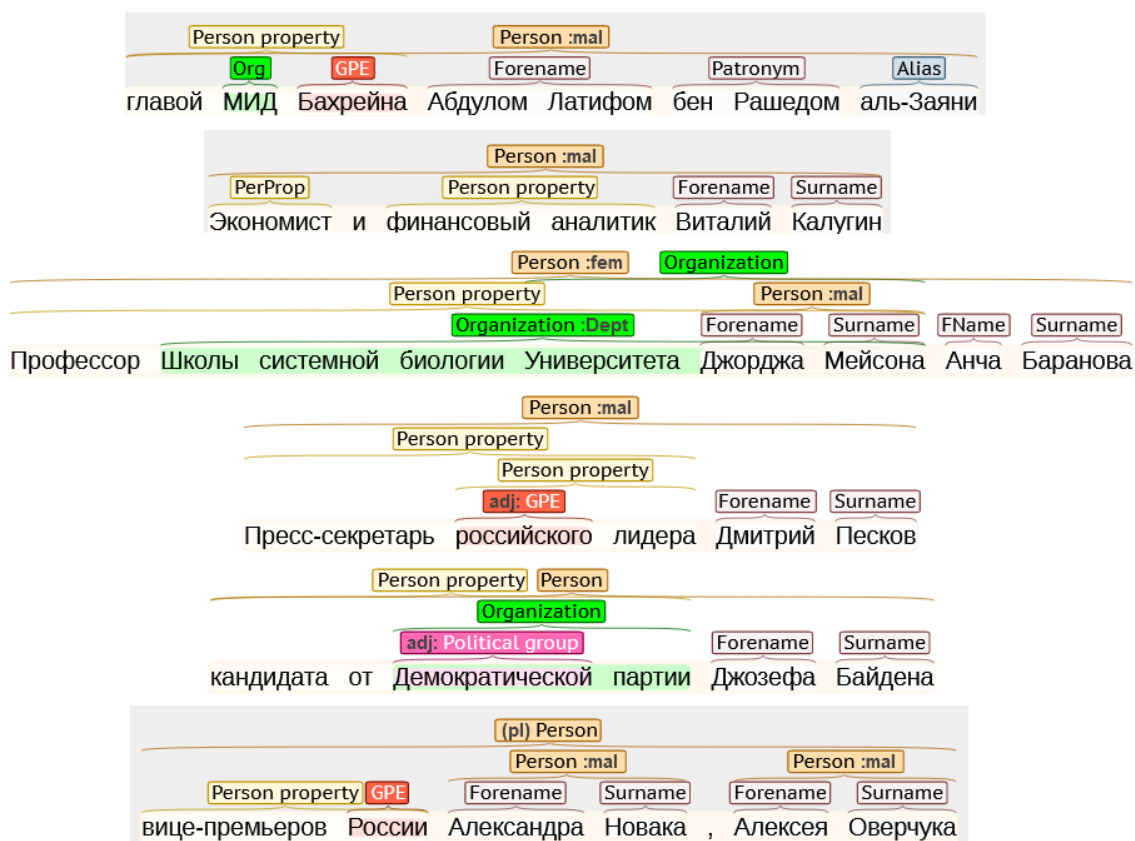 Person property Person :mal
Org GPE Forename Patronym Alias
главой МИД Бахрейна Абдулом Латифом бен Рашедом аль-Заяни
Person :mal
PerProp Person property Forename Surname
Экономист и финансовый аналитик Виталий Калугин
Person :fem Organization
Person property Person :mal
Organization :Dept Forename Surname FName Surname
Профессор Школы системной биологии Университета Джорджа Мейсона Анча Баранова
Person :mal
Person property
Person property
adj: GPE Forename Surname
Пресс-секретарь российского лидера Дмитрий Песков
Person property Person
Organization
adj: Political group Forename Surname
кандидата от Демократической партии Джозефа Байдена
(pl) Person
Person :mal Person :mal
Person property GPE Forename Surname Forename Surname
вице-премьеров России Александра Новака , Алексея Оверчука